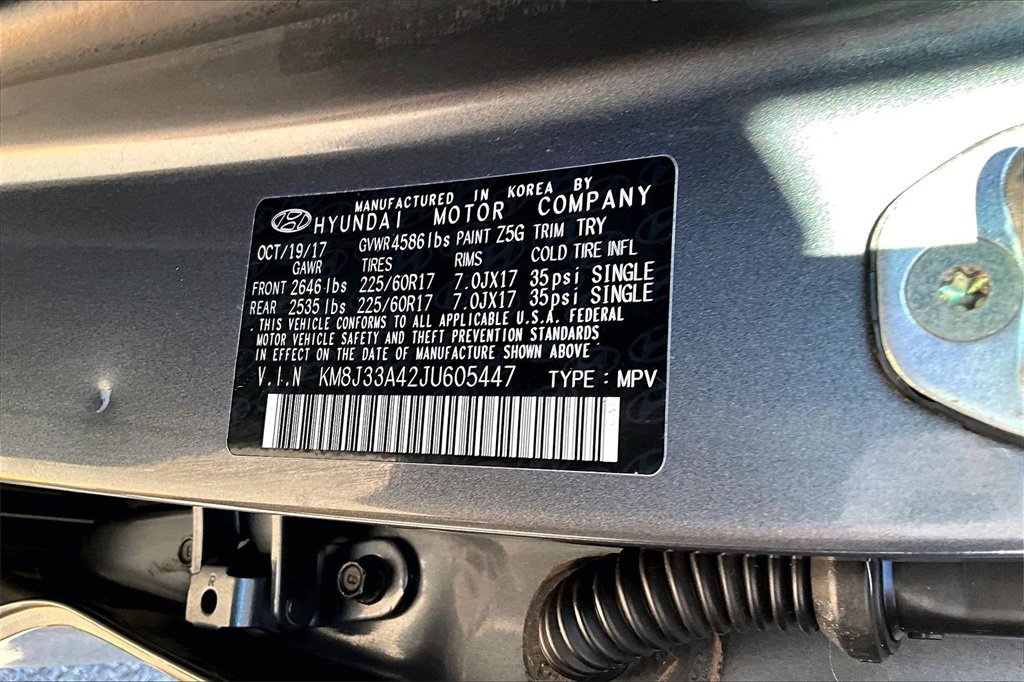 MANUFACTURED IN KOREA BY
HYUNDAI MOTOR COMPANY
OCT/19/17 GVWR 4586lbs PAINT Z5G TRIM TRY
GAWR TIRES RIMS COLD TIRE INFL
FRONT 2646 lbs 225/60R17 7.0JX17 35psi SINGLE
REAR 2535 lbs 225/60R17 7.0JX17 35psi SINGLE
THIS VEHICLE CONFORMS TO ALL APPLICABLE U.S.A. FEDERAL
MOTOR VEHICLE SAFETY AND THEFT PREVENTION STANDARDS
IN EFFECT ON THE DATE OF MANUFACTURE SHOWN ABOVE
V.I.N KM8J33A42JU605447 TYPE: MPV
R